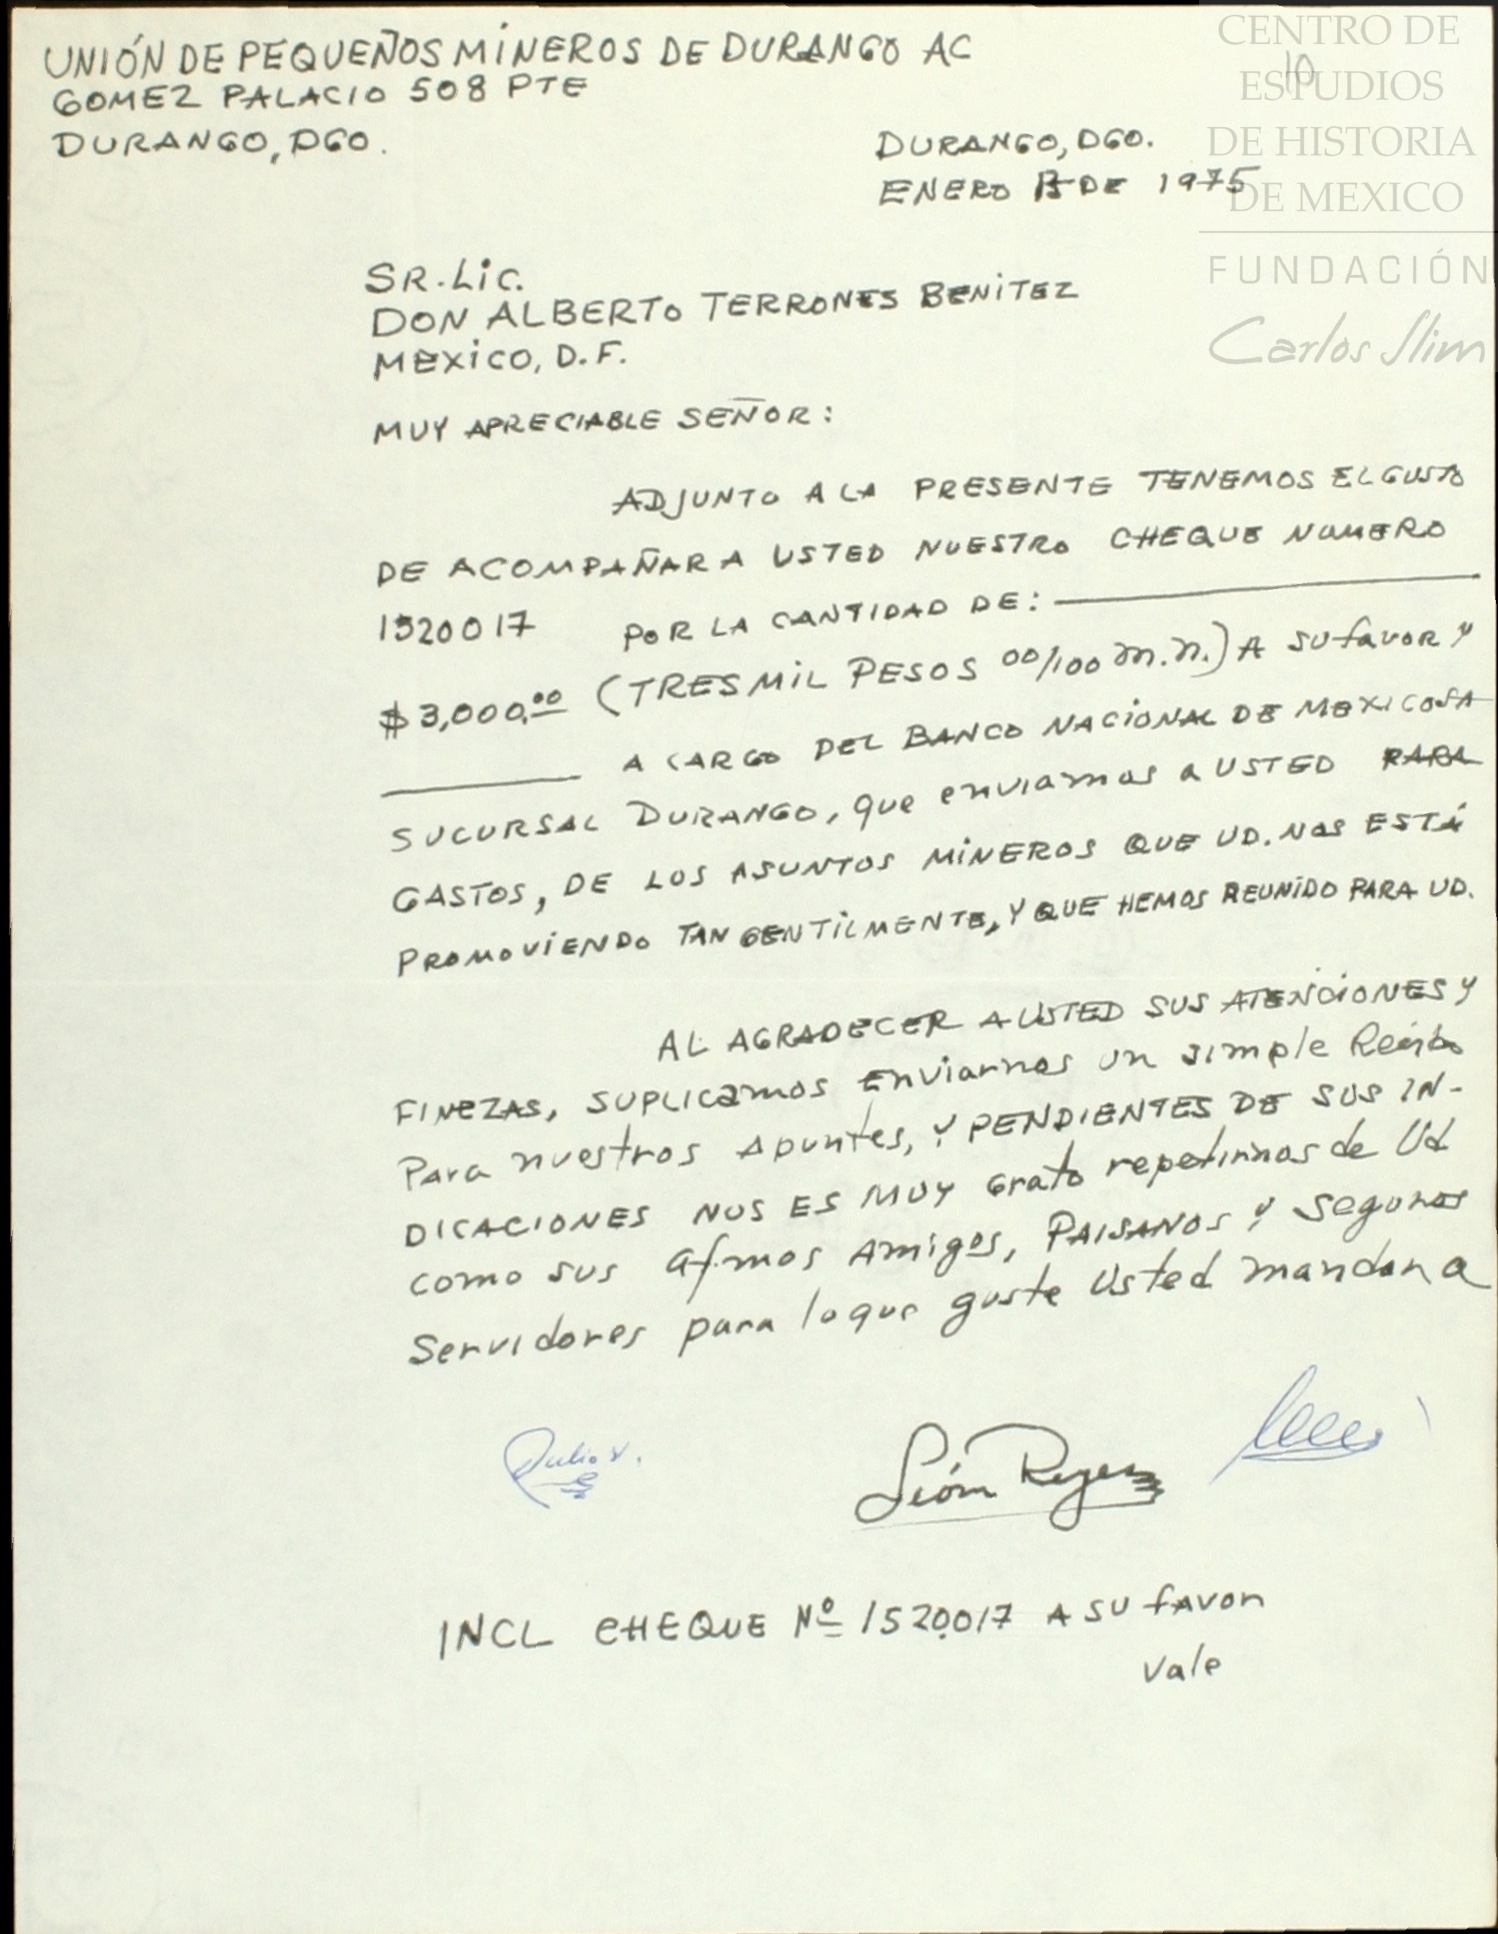 UNIÓN DE PEQUEÑOS MINEROS DE DURANGO AC
GOMEZ PALACIO 508 PTE
DURANGO, DGO.
CENTRO DE
ESTUDIOS
DE HISTORIA
DE MEXICO
FUNDACIÓN
Carlos Slim
10
DURANGO, DGO.
ENERO DE 1975
SR. LIC.
DON ALBERTO TERRONES BENITEZ
MEXICO, D.F.
MUY APRECIABLE SEÑOR:
ADJUNTO A LA PRESENTE TENEMOS EL GUSTO
DE ACOMPAÑAR A USTED NUESTRO CHEQUE NUMERO
1520017 POR LA CANTIDAD DE:
$3,000.00 (TRES MIL PESOS 00/100 m.n.) A SU favor Y
A CARGO DEL BANCO NACIONAL DE MEXICO SA
SUCURSAL DURANGO, que enviamos a USTED PARA
GASTOS, DE LOS ASUNTOS MINEROS QUE UD. NOS ESTÁ
PROMOVIENDO TAN GENTILMENTE, Y QUE HEMOS REUNIDO PARA UD.
AL AGRADECER A USTED SUS ATENCIONES Y
FINEZAS, SUPLICamos Enviarnos un simple Recibo
Para nuestros Apuntes, Y PENDIENTES DE SUS IN-
DICACIONES NOS ES MUY Grato repetirnos de Ud
como sus afmos Amigos, PAISANOS Y Seguros
Servidores para lo que guste Usted mandar a
Julio V.
León Reyes
INCL CHEQUE Nº 1520017 A SU favor
Vale